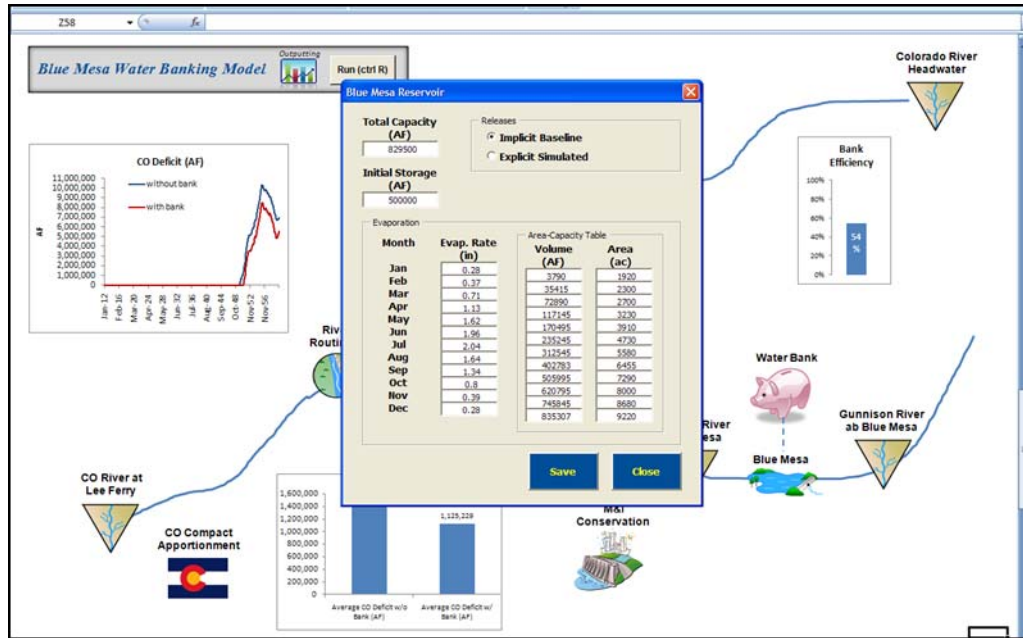 Z58
fx
Blue Mesa Water Banking Model
Outputting
Run (ctrl R)
Colorado River
Headwater
Blue Mesa Reservoir
Total Capacity
(AF)
829500
Initial Storage
(AF)
500000
Releases
Implicit Baseline
Explicit Simulated
Evaporation
Month Evap. Rate
(in)
Jan 0.28
Feb 0.37
Mar 0.71
Apr 1.13
May 1.62
Jun 1.96
Jul 2.04
Aug 1.64
Sep 1.34
Oct 0.8
Nov 0.39
Dec 0.28
Area-Capacity Table
Volume Area
(AF) (ac)
3790 1920
35415 2300
72890 2700
117145 3230
170495 3910
235245 4730
312545 5580
402783 6455
505995 7290
620795 8000
745845 8680
835307 9220
Save Close
CO Deficit (AF)
without bank
with bank
AF
11,000,000
10,000,000
9,000,000
8,000,000
7,000,000
6,000,000
5,000,000
4,000,000
3,000,000
2,000,000
1,000,000
0
Jan-12
Feb-16
Mar-20
Apr-24
May-28
Jun-32
Jul-36
Aug-40
Sep-44
Oct-48
Nov-52
Nov-56
Bank
Efficiency
100%
80%
60%
40%
20%
0%
54
%
Water Bank
Gunnison River
ab Blue Mesa
Blue Mesa
River
CO River at
Lee Ferry
CO Compact
Apportionment
M&I
Conservation
1,600,000
1,400,000
1,200,000
1,000,000
800,000
600,000
400,000
200,000
0
1,125,229
Average CO Deficit w/o
Bank (AF)
Average CO Deficit w/
Bank (AF)